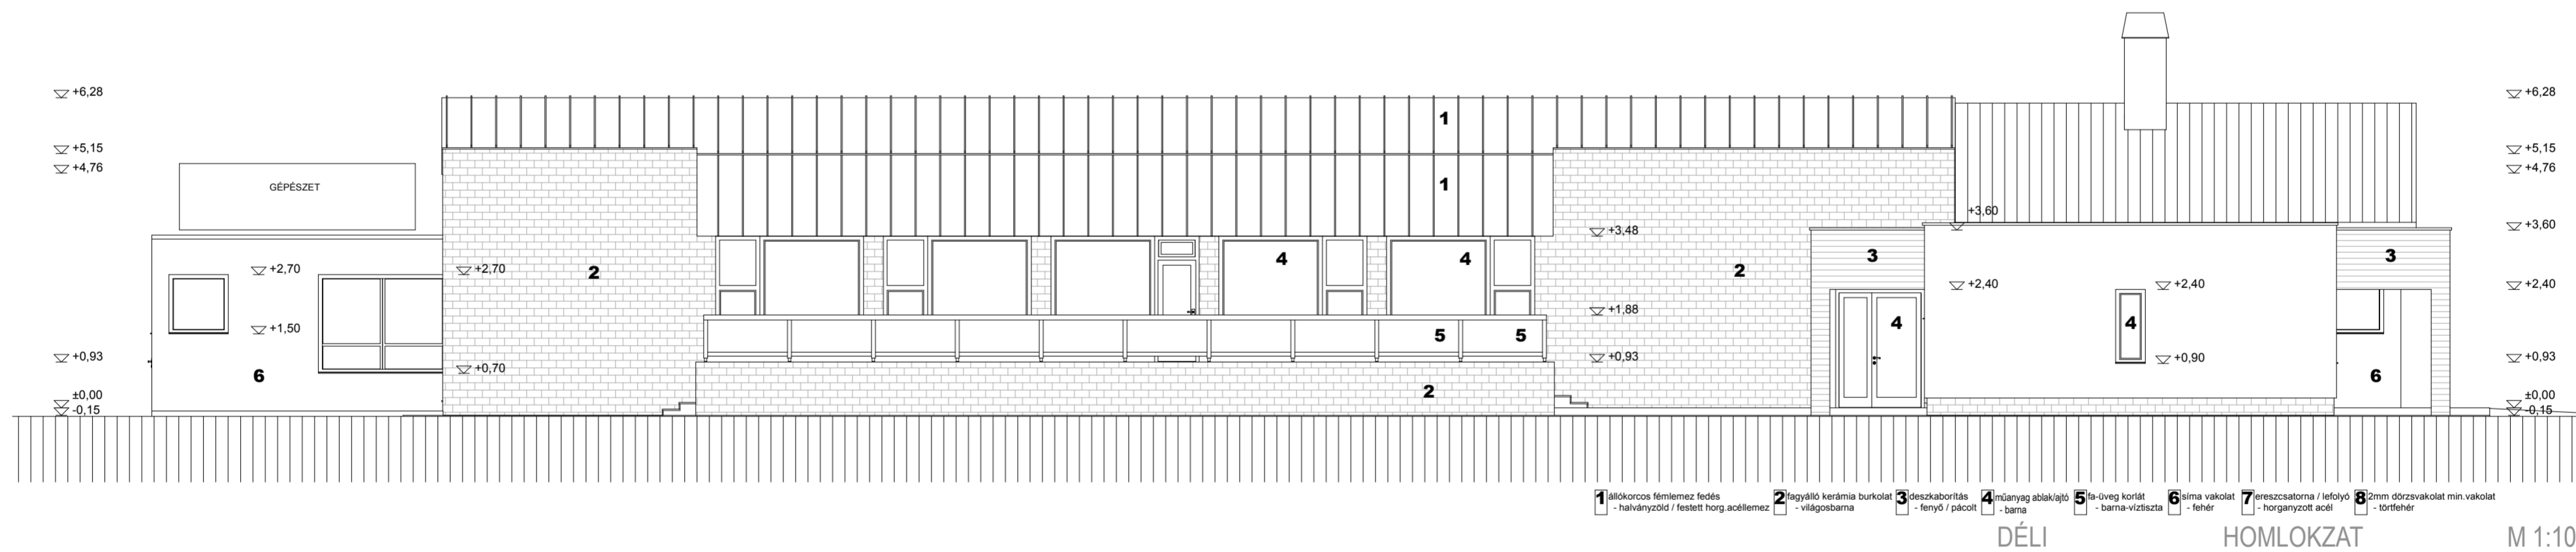 +6,28
+6,28
1
+5,15
+5,15
+4,76
+4,76
GÉPÉSZET
1
+3,60
+3,60
+3,48
3
3
4
4
+2,70
+2,70
2
2
+2,40
+2,40
+2,40
+1,88
+1,50
4
4
5
5
+0,93
+0,93
+0,93
+0,90
+0,70
6
6
2
±0,00
±0,00
-0,15
-0,15
1 állókorcos fémlemez fedés
- halványzöld / festett horg.acéllemez
2 fagyálló kerámia burkolat
- világosbarna
3 deszkaborítás
- fenyő / pácolt
4 műanyag ablak/ajtó
- barna
5 fa-üveg korlát
- barna-víztiszta
6 síma vakolat
- fehér
7 ereszcsatorna / lefolyó
- horganyzott acél
8 2mm dörzsvakolat min.vakolat
- törtfehér
DÉLI HOMLOKZAT M 1:10